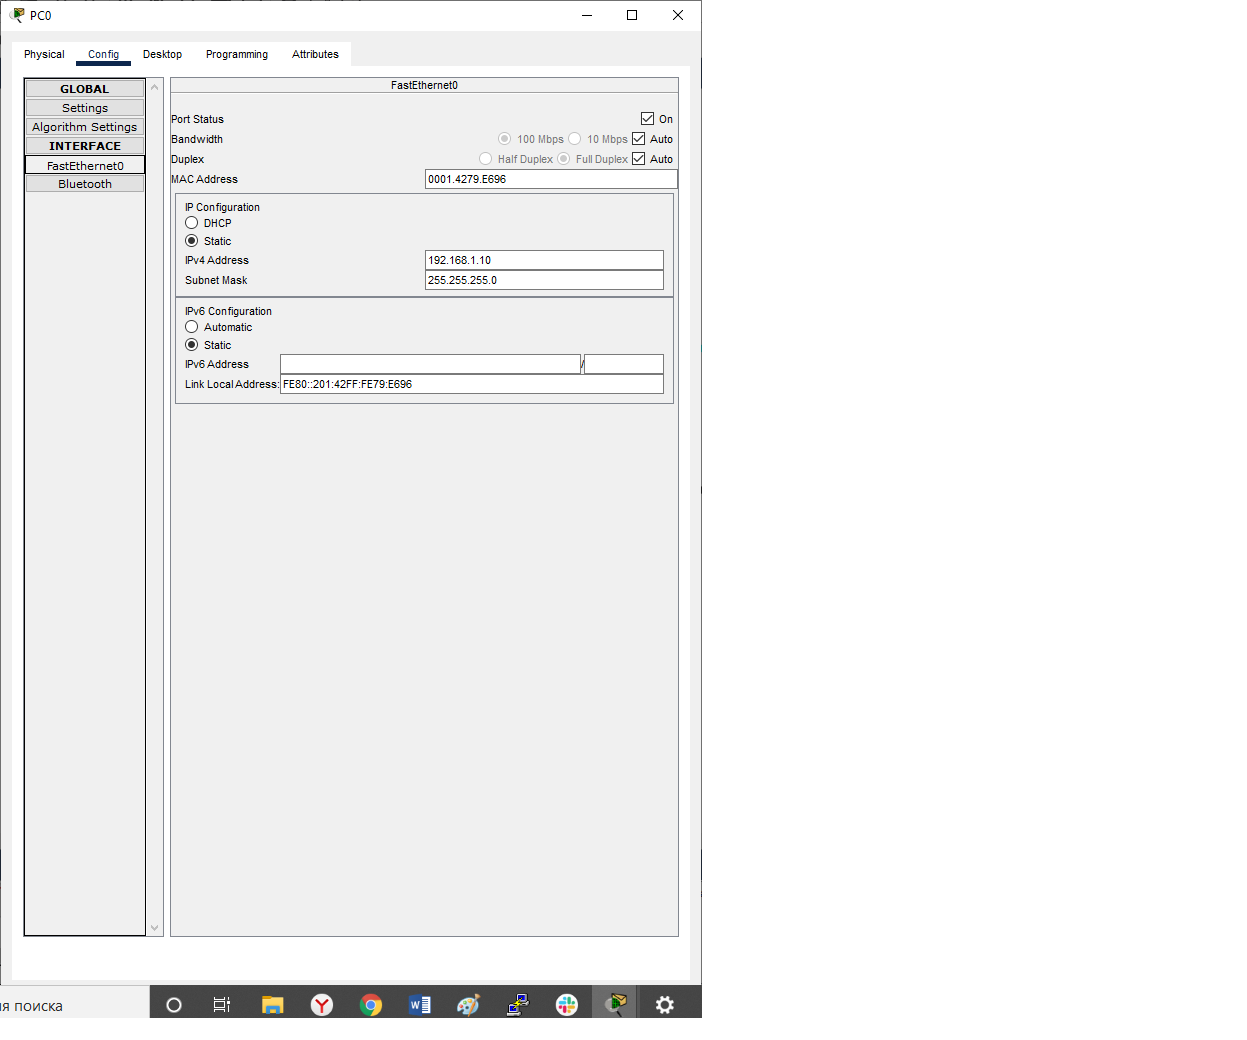 PC0
Physical Config Desktop Programming Attributes
GLOBAL
Settings
Algorithm Settings
INTERFACE
FastEthernet0
Bluetooth
FastEthernet0
Port Status On
Bandwidth 100 Mbps 10 Mbps Auto
Duplex Half Duplex Full Duplex Auto
MAC Address 0001.4279.E696
IP Configuration
DHCP
Static
IPv4 Address 192.168.1.10
Subnet Mask 255.255.255.0
IPv6 Configuration
Automatic
Static
IPv6 Address /
Link Local Address: FE80::201:42FF:FE79:E696
я поиска